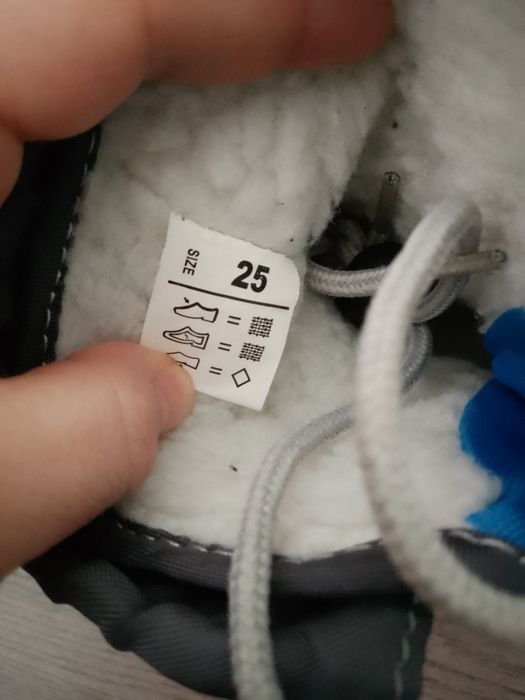 SIZE 25
=
=
=